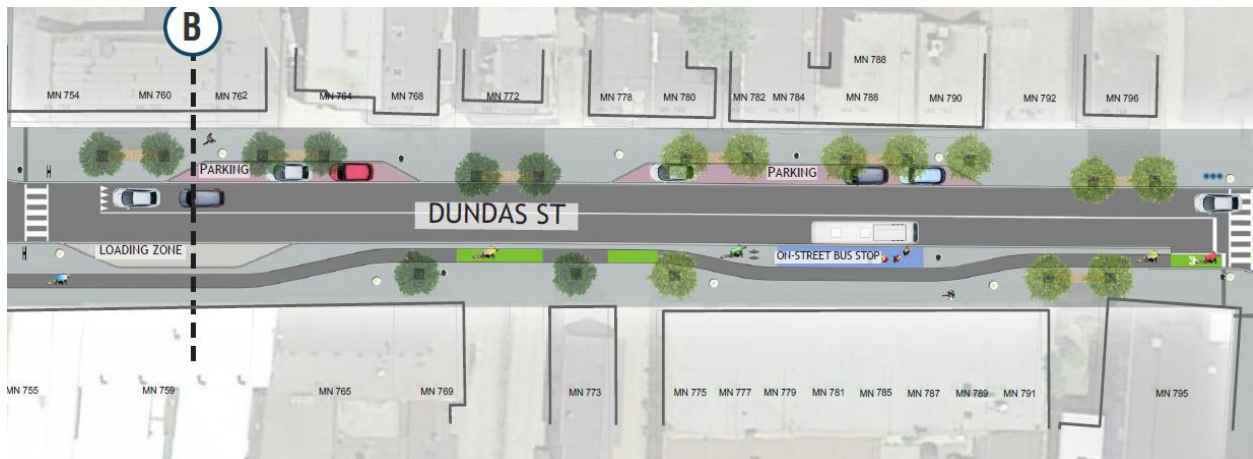 B
MN 788
MN 754
MN 760
MN 762
MN 764
MN 768
MN 772
MN 778
MN 780
MN 782
MN 784
MN 788
MN 790
MN 792
MN 796
PARKING
PARKING
DUNDAS ST
LOADING ZONE
ON-STREET BUS STOP
MN 755
MN 759
MN 765
MN 769
MN 773
MN 775
MN 777
MN 779
MN 781
MN 785
MN 787
MN 789
MN 791
MN 795